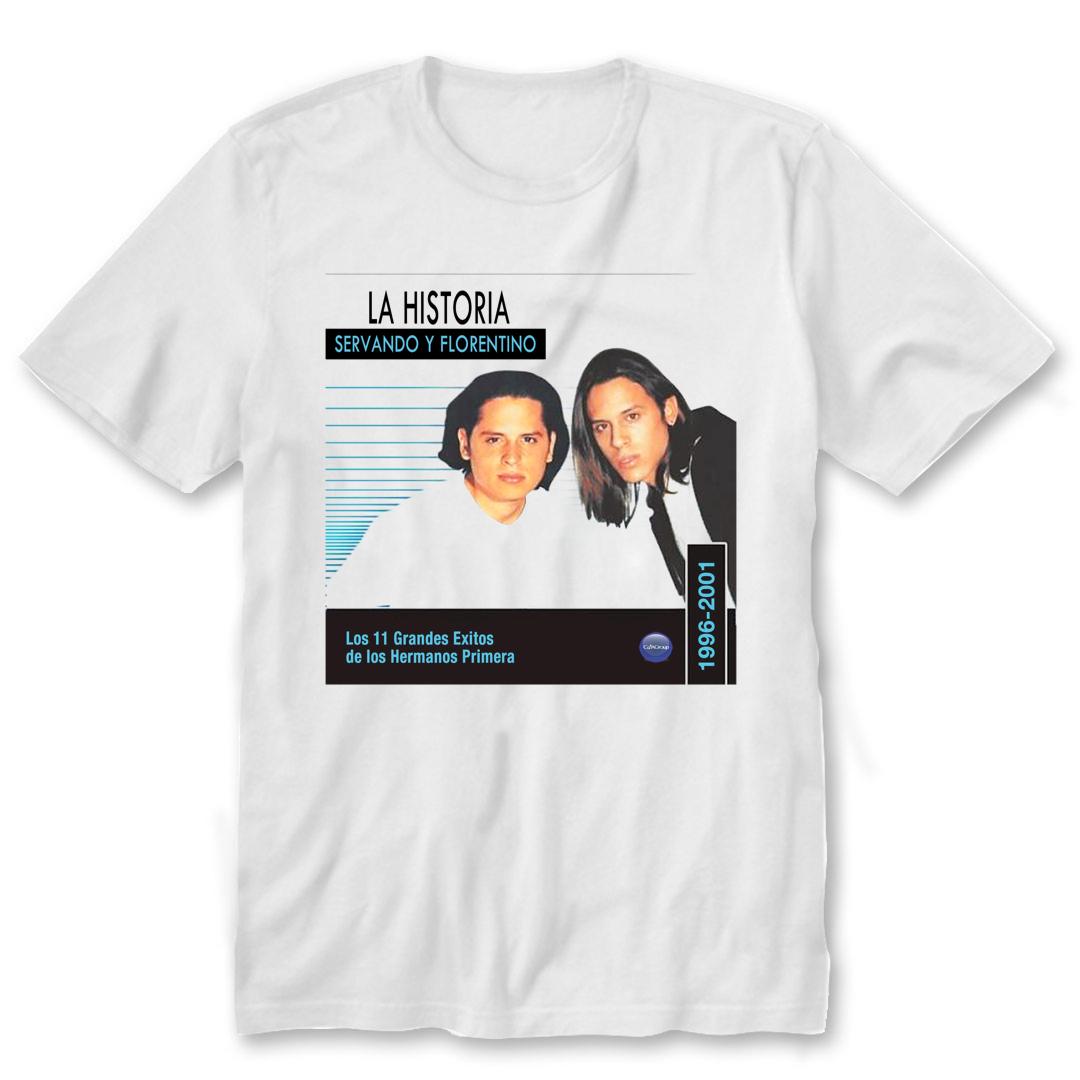 LA HISTORIA
SERVANDO Y FLORENTINO
Los 11 Grandes Exitos
de los Hermanos Primera
1996-2001